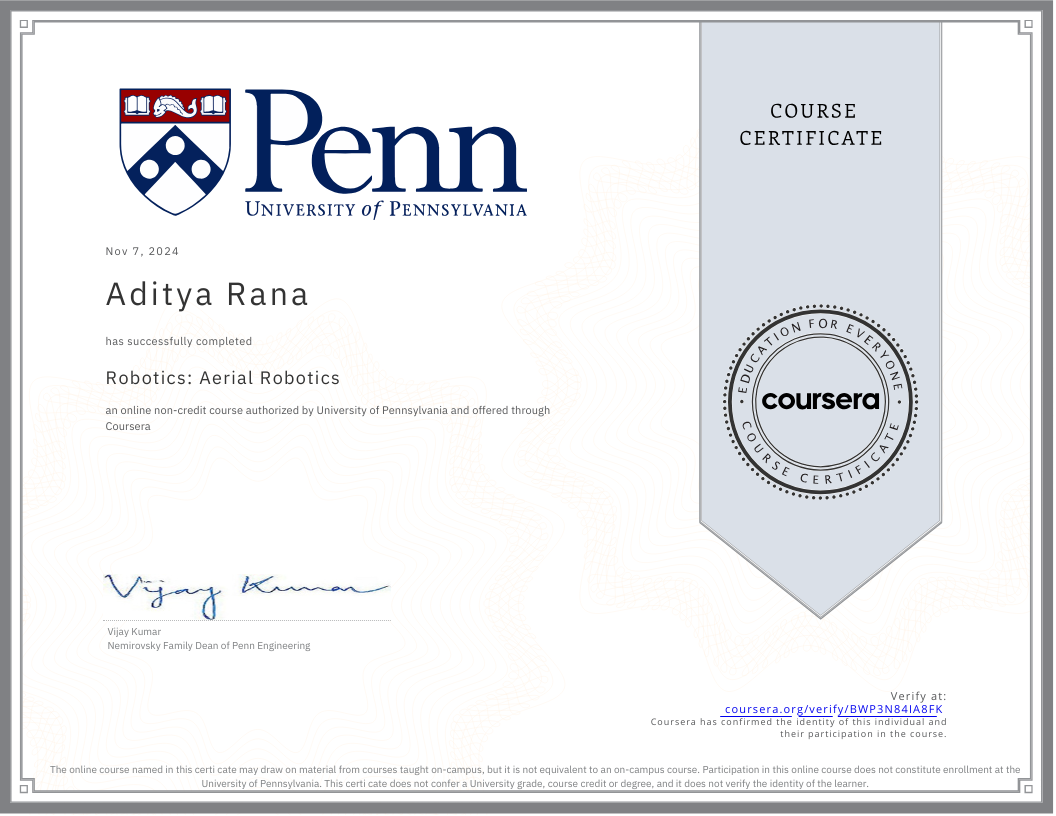 Penn
UNIVERSITY of PENNSYLVANIA
COURSE
CERTIFICATE
Nov 7, 2024
Aditya Rana
has successfully completed
Robotics: Aerial Robotics
an online non-credit course authorized by University of Pennsylvania and offered through
Coursera
EDUCATION FOR EVERYONE
coursera
COURSE CERTIFICATE
Vijay Kumar
Vijay Kumar
Nemirovsky Family Dean of Penn Engineering
Verify at:
coursera.org/verify/BWP3N84IA8FK
Coursera has confirmed the identity of this individual and
their participation in the course.
The online course named in this certi cate may draw on material from courses taught on-campus, but it is not equivalent to an on-campus course. Participation in this online course does not constitute enrollment at the
University of Pennsylvania. This certi cate does not confer a University grade, course credit or degree, and it does not verify the identity of the learner.